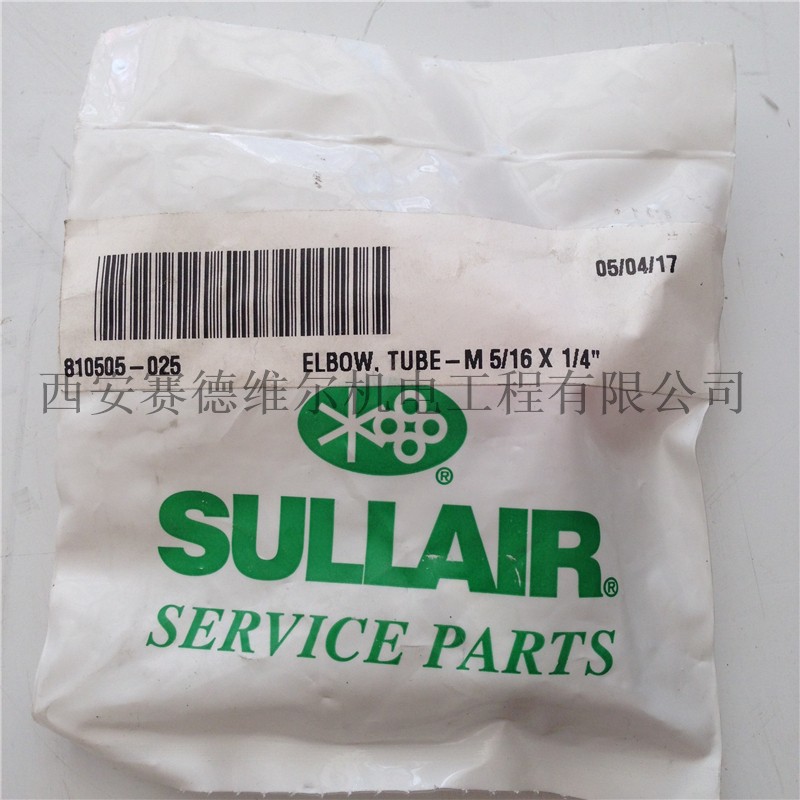 05/04/17
810505-025 ELBOW, TUBE-M 5/16 X 1/4"
西安赛德维尔机电工程有限公司
®
SULLAIR®
SERVICE PARTS